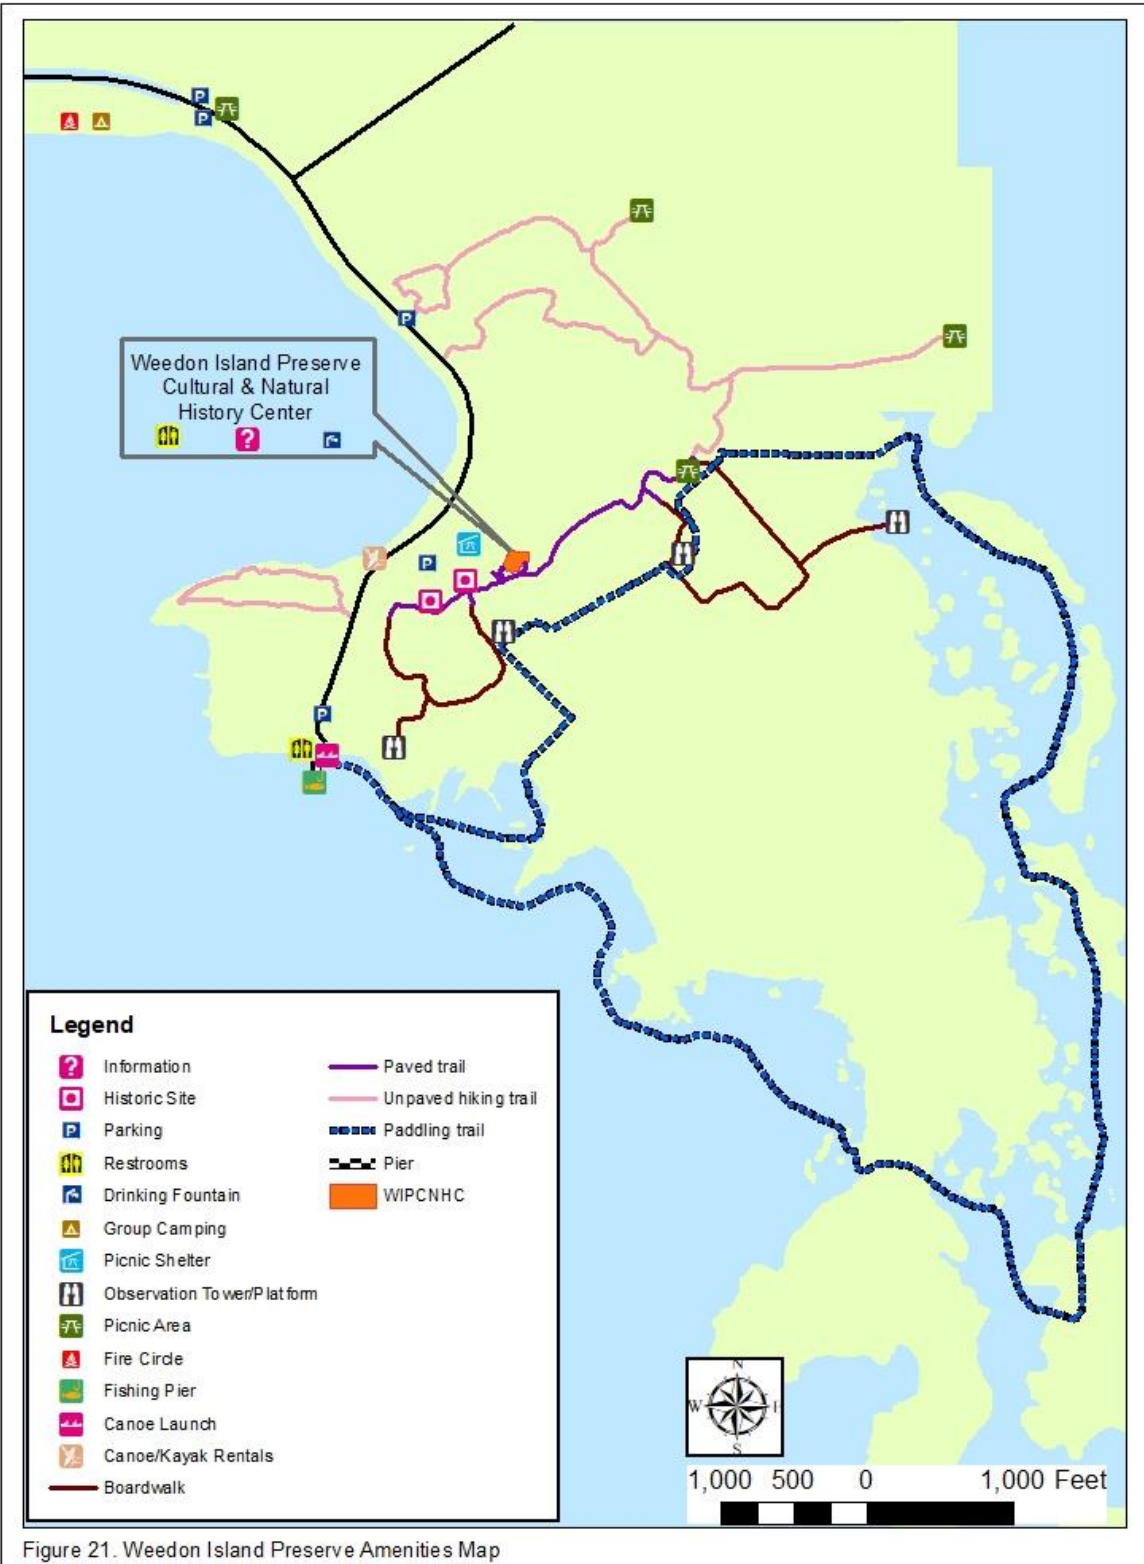 P
P
P
Weedon Island Preserve
Cultural & Natural
History Center
?
P
P
Legend
? Information
Historic Site
P Parking
Restrooms
Drinking Fountain
Group Camping
Picnic Shelter
Observation Tower/Platform
Picnic Area
Fire Circle
Fishing Pier
Canoe Launch
Canoe/Kayak Rentals
Boardwalk
Paved trail
Unpaved hiking trail
Paddling trail
Pier
WIPCNHC
N
W E
S
1,000 500 0 1,000 Feet
Figure 21. Weedon Island Preserve Amenities Map